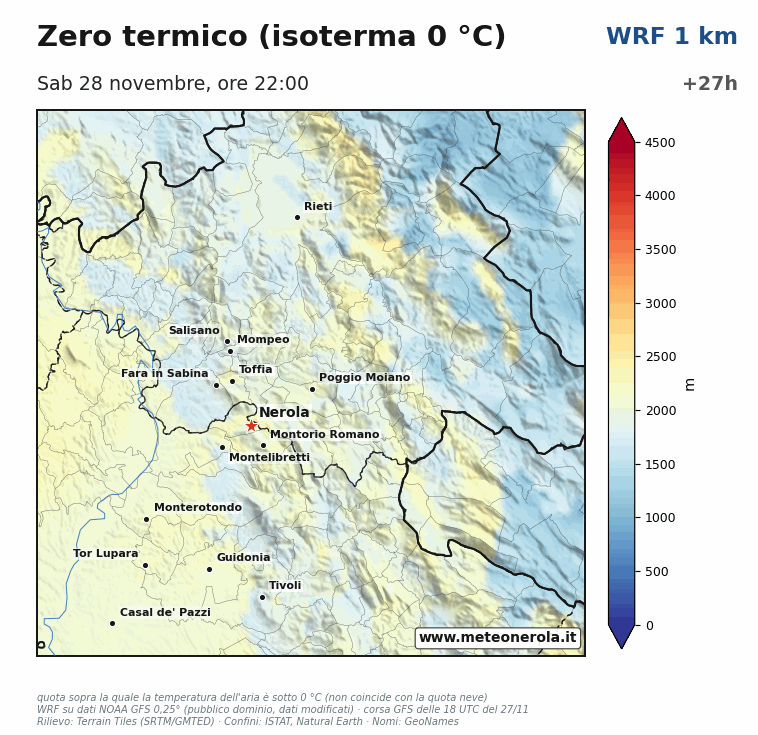 Zero termico (isoterma 0 °C)
WRF 1 km
Sab 28 novembre, ore 22:00
+27h
4500
4000
3500
3000
2500
2000
1500
1000
500
0
m
Rieti
Salisano
Mompeo
Fara in Sabina
Toffia
Poggio Moiano
Nerola
Montorio Romano
Montelibretti
Monterotondo
Tor Lupara
Guidonia
Tivoli
Casal de' Pazzi
www.meteonerola.it
quota sopra la quale la temperatura dell'aria è sotto 0 °C (non coincide con la quota neve)
WRF su dati NOAA GFS 0,25° (pubblico dominio, dati modificati) · corsa GFS delle 18 UTC del 27/11
Rilievo: Terrain Tiles (SRTM/GMTED) · Confini: ISTAT, Natural Earth · Nomi: GeoNames